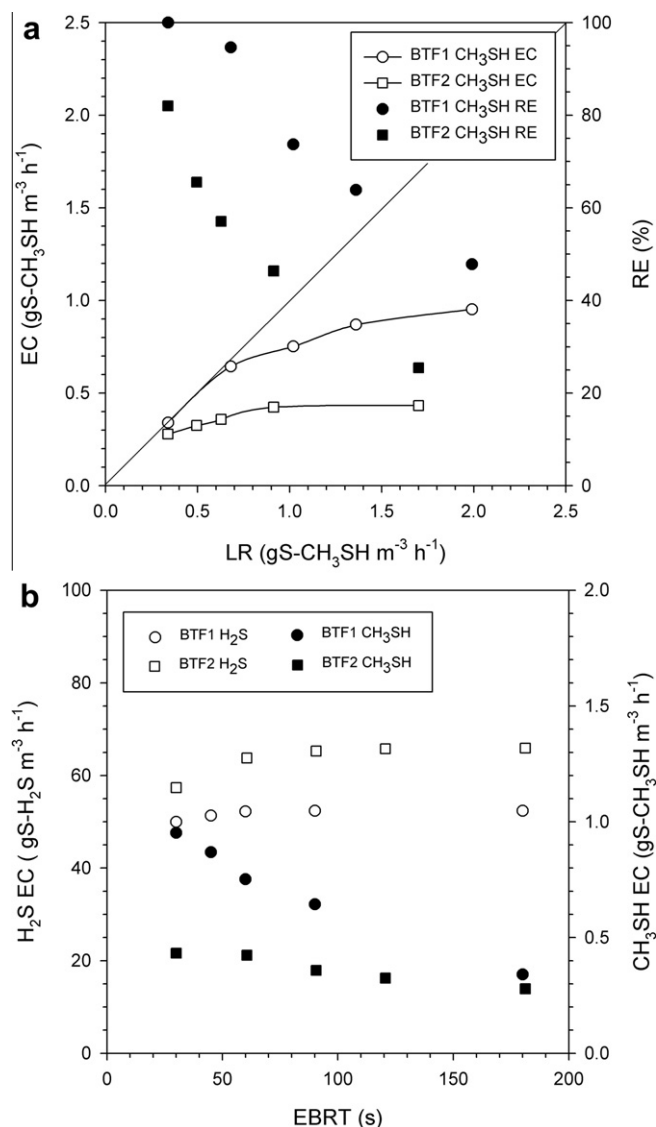 a
2.5
2.0
1.5
1.0
0.5
0.0
EC (gS-CH₃SH m⁻³ h⁻¹)
100
80
60
40
20
0
RE (%)
BTF1 CH₃SH EC
BTF2 CH₃SH EC
BTF1 CH₃SH RE
BTF2 CH₃SH RE
0.0 0.5 1.0 1.5 2.0 2.5
LR (gS-CH₃SH m⁻³ h⁻¹)
b
100
80
60
40
20
0
H₂S EC ( gS-H₂S m⁻³ h⁻¹)
2.0
1.5
1.0
0.5
0.0
CH₃SH EC (gS-CH₃SH m⁻³ h⁻¹)
BTF1 H₂S BTF1 CH₃SH
BTF2 H₂S BTF2 CH₃SH
0 50 100 150 200
EBRT (s)